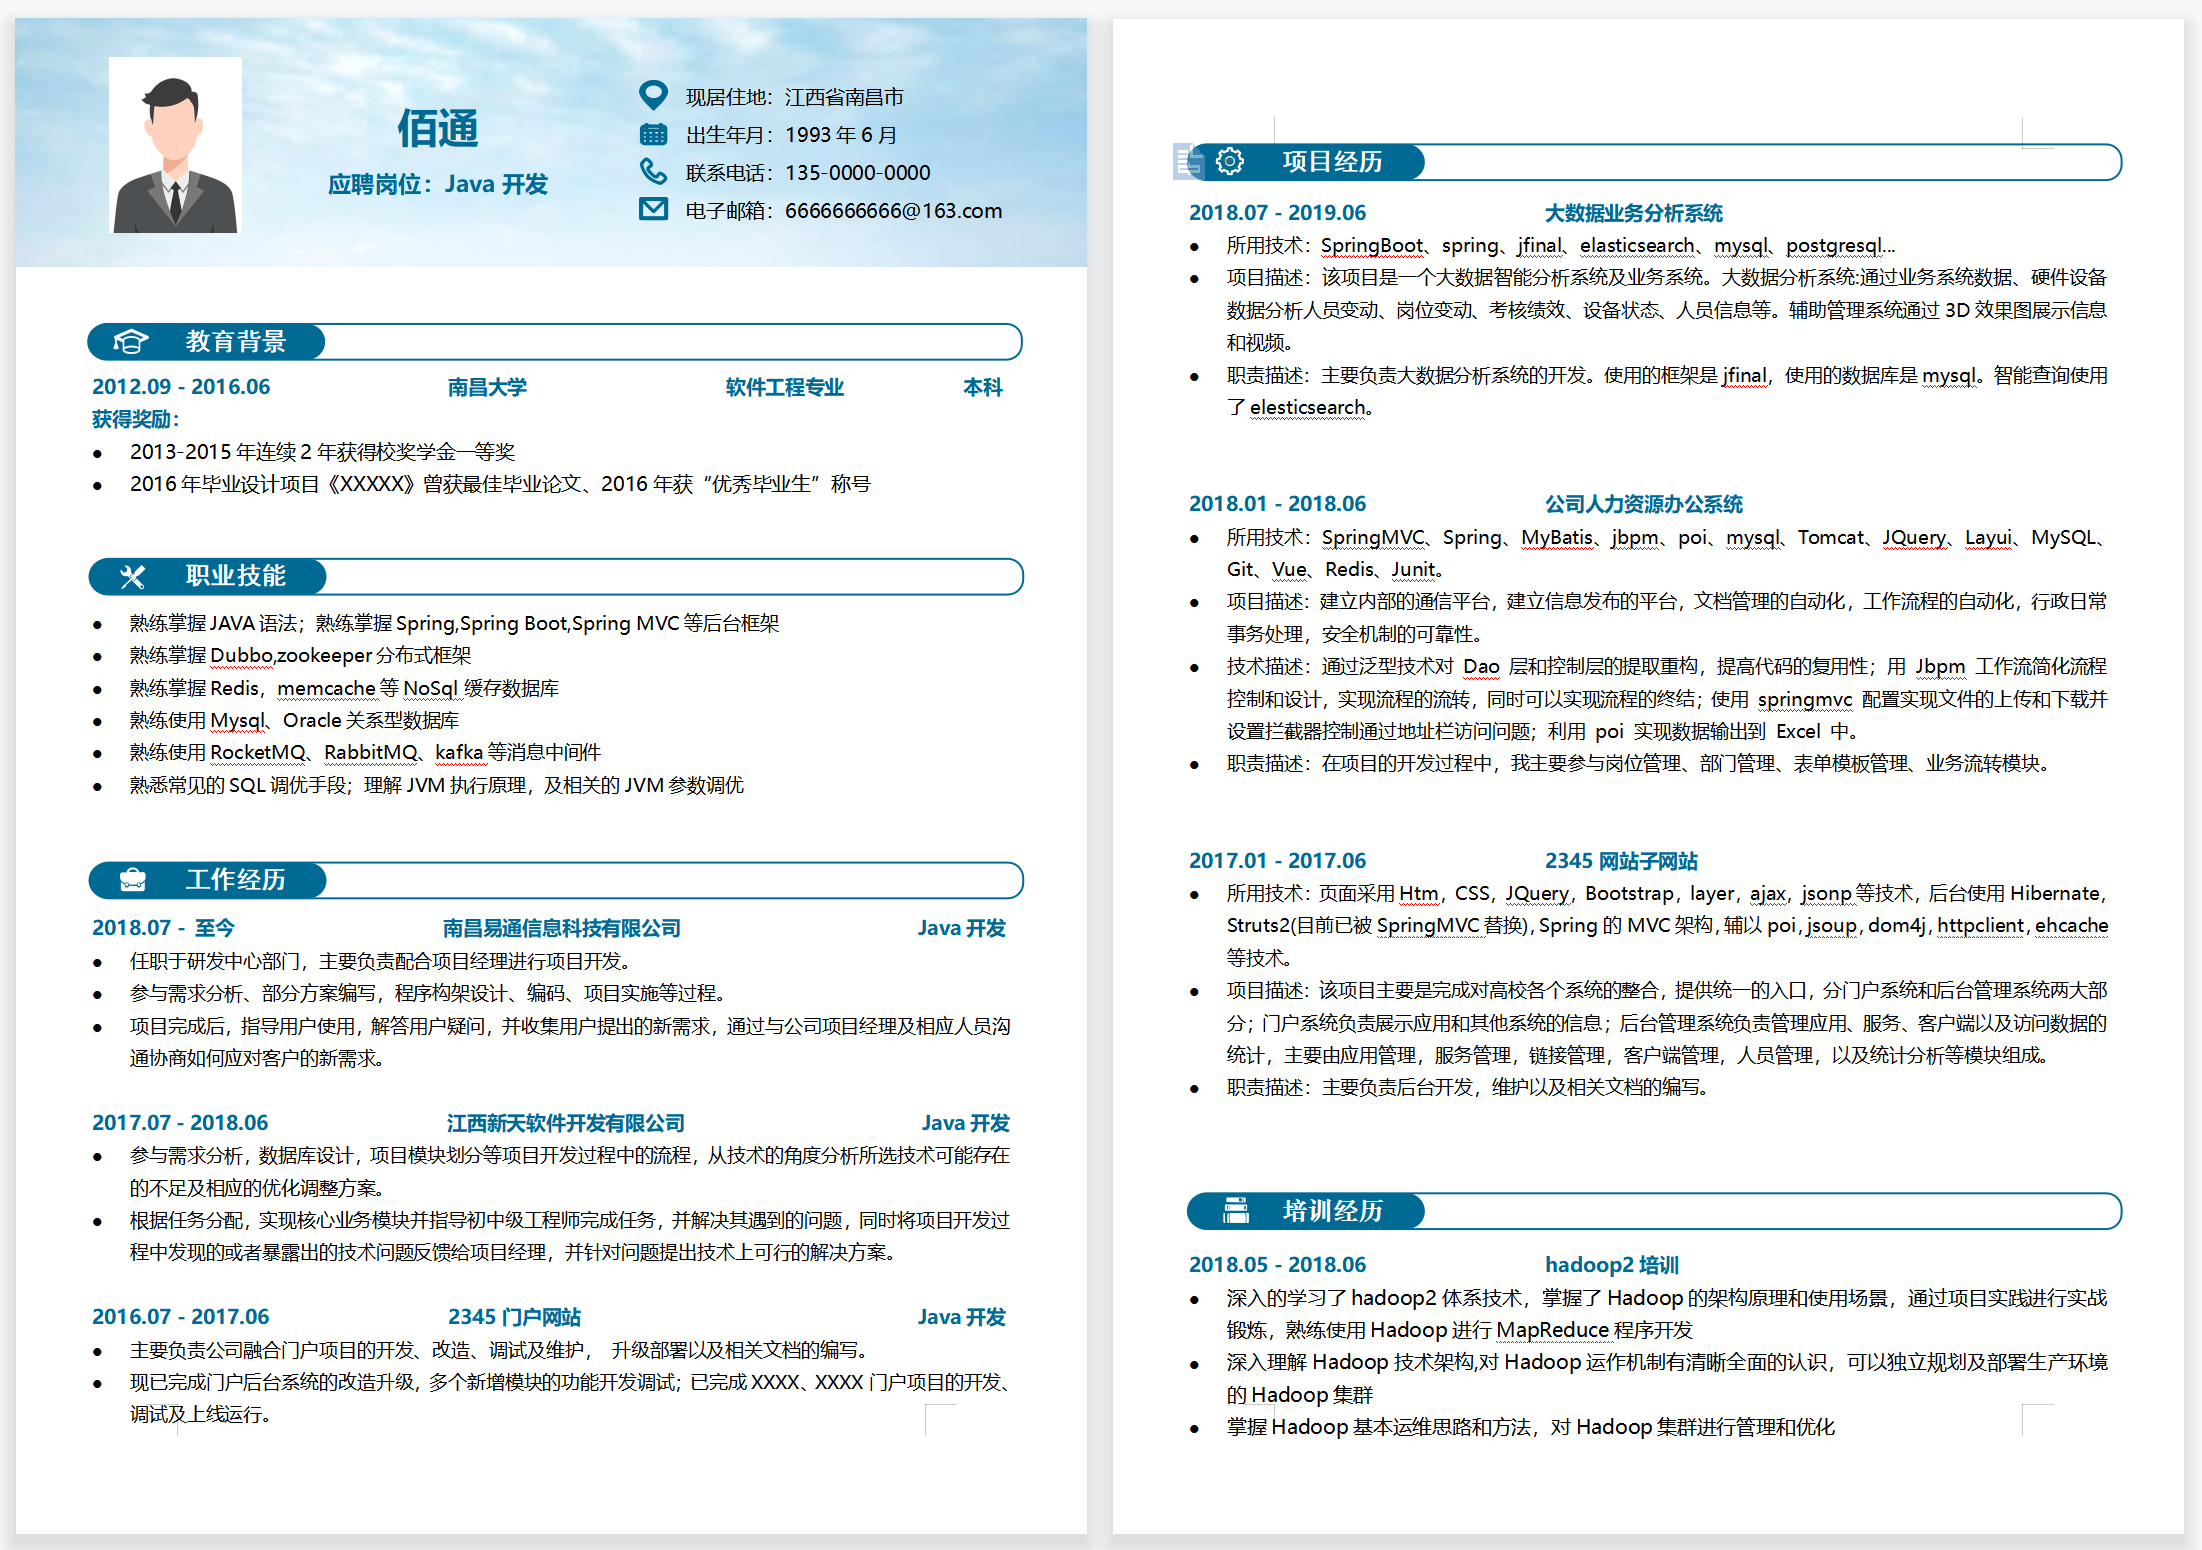 佰通
应聘岗位：Java 开发
现居住地：江西省南昌市
出生年月：1993 年 6 月
联系电话：135-0000-0000
电子邮箱：6666666666@163.com
教育背景
2012.09 - 2016.06 南昌大学 软件工程专业 本科
获得奖励：
● 2013-2015 年连续 2 年获得校奖学金一等奖
● 2016 年毕业设计项目《XXXXX》曾获最佳毕业论文、2016 年获“优秀毕业生”称号
职业技能
● 熟练掌握 JAVA 语法；熟练掌握 Spring,Spring Boot,Spring MVC 等后台框架
● 熟练掌握 Dubbo,zookeeper 分布式框架
● 熟练掌握 Redis，memcache 等 NoSql 缓存数据库
● 熟练使用 Mysql、Oracle 关系型数据库
● 熟练使用 RocketMQ、RabbitMQ、kafka 等消息中间件
● 熟悉常见的 SQL 调优手段；理解 JVM 执行原理，及相关的 JVM 参数调优
工作经历
2018.07 - 至今 南昌易通信息科技有限公司 Java 开发
● 任职于研发中心部门，主要负责配合项目经理进行项目开发。
● 参与需求分析、部分方案编写，程序构架设计、编码、项目实施等过程。
● 项目完成后，指导用户使用，解答用户疑问，并收集用户提出的新需求，通过与公司项目经理及相应人员沟
通协商如何应对客户的新需求。
2017.07 - 2018.06 江西新天软件开发有限公司 Java 开发
● 参与需求分析，数据库设计，项目模块划分等项目开发过程中的流程，从技术的角度分析所选技术可能存在
的不足及相应的优化调整方案。
● 根据任务分配，实现核心业务模块并指导初中级工程师完成任务，并解决其遇到的问题，同时将项目开发过
程中发现的或者暴露出的技术问题反馈给项目经理，并针对问题提出技术上可行的解决方案。
2016.07 - 2017.06 2345 门户网站 Java 开发
● 主要负责公司融合门户项目的开发、改造、调试及维护， 升级部署以及相关文档的编写。
● 现已完成门户后台系统的改造升级，多个新增模块的功能开发调试；已完成 XXXX、XXXX 门户项目的开发、
调试及上线运行。
项目经历
2018.07 - 2019.06 大数据业务分析系统
● 所用技术：SpringBoot、spring、jfinal、elasticsearch、mysql、postgresql...
● 项目描述：该项目是一个大数据智能分析系统及业务系统。大数据分析系统:通过业务系统数据、硬件设备
数据分析人员变动、岗位变动、考核绩效、设备状态、人员信息等。辅助管理系统通过 3D 效果图展示信息
和视频。
● 职责描述：主要负责大数据分析系统的开发。使用的框架是 jfinal，使用的数据库是 mysql。智能查询使用
了 elesticsearch。
2018.01 - 2018.06 公司人力资源办公系统
● 所用技术：SpringMVC、Spring、MyBatis、jbpm、poi、mysql、Tomcat、JQuery、Layui、MySQL、
Git、Vue、Redis、Junit。
● 项目描述：建立内部的通信平台，建立信息发布的平台，文档管理的自动化，工作流程的自动化，行政日常
事务处理，安全机制的可靠性。
● 技术描述：通过泛型技术对 Dao 层和控制层的提取重构，提高代码的复用性；用 Jbpm 工作流简化流程
控制和设计，实现流程的流转，同时可以实现流程的终结；使用 springmvc 配置实现文件的上传和下载并
设置拦截器控制通过地址栏访问问题；利用 poi 实现数据输出到 Excel 中。
● 职责描述：在项目的开发过程中，我主要参与岗位管理、部门管理、表单模板管理、业务流转模块。
2017.01 - 2017.06 2345 网站子网站
● 所用技术：页面采用 Htm，CSS，JQuery，Bootstrap，layer，ajax，jsonp 等技术，后台使用 Hibernate，
Struts2(目前已被 SpringMVC 替换)，Spring 的 MVC 架构，辅以 poi，jsoup，dom4j，httpclient，ehcache
等技术。
● 项目描述：该项目主要是完成对高校各个系统的整合，提供统一的入口，分门户系统和后台管理系统两大部
分；门户系统负责展示应用和其他系统的信息；后台管理系统负责管理应用、服务、客户端以及访问数据的
统计，主要由应用管理，服务管理，链接管理，客户端管理，人员管理，以及统计分析等模块组成。
● 职责描述：主要负责后台开发，维护以及相关文档的编写。
培训经历
2018.05 - 2018.06 hadoop2 培训
● 深入的学习了 hadoop2 体系技术，掌握了 Hadoop 的架构原理和使用场景，通过项目实践进行实战
锻炼，熟练使用 Hadoop 进行 MapReduce 程序开发
● 深入理解 Hadoop 技术架构,对 Hadoop 运作机制有清晰全面的认识，可以独立规划及部署生产环境
的 Hadoop 集群
● 掌握 Hadoop 基本运维思路和方法，对 Hadoop 集群进行管理和优化